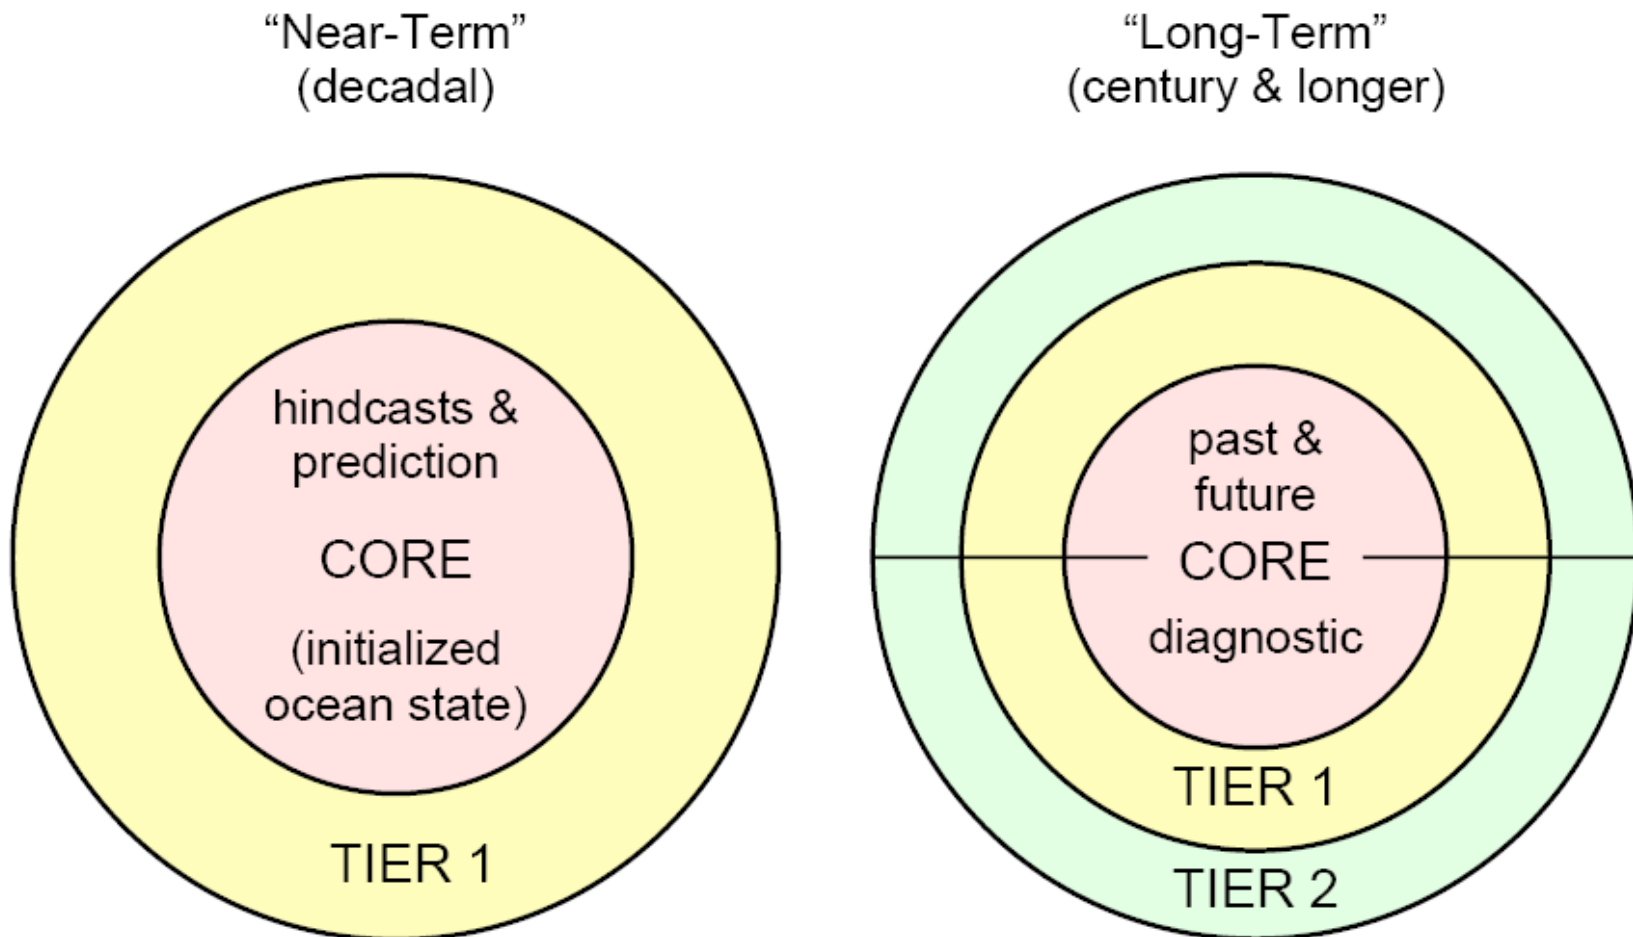 “Near-Term”
(decadal)
hindcasts &
prediction
CORE
(initialized
ocean state)
TIER 1
“Long-Term”
(century & longer)
past &
future
CORE
diagnostic
TIER 1
TIER 2